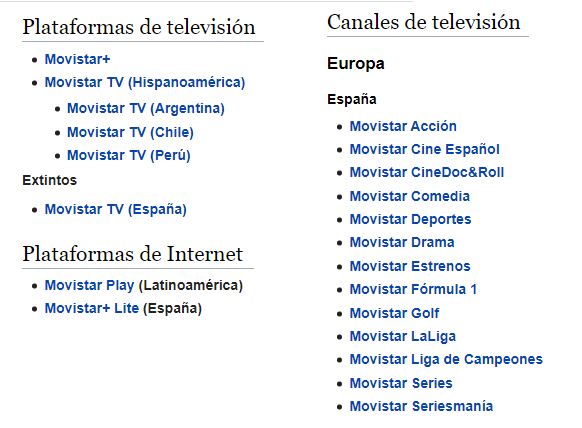 Plataformas de televisión
Movistar+
Movistar TV (Hispanoamérica)
Movistar TV (Argentina)
Movistar TV (Chile)
Movistar TV (Perú)
Extintos
Movistar TV (España)
Plataformas de Internet
Movistar Play (Latinoamérica)
Movistar+ Lite (España)
Canales de televisión
Europa
España
Movistar Acción
Movistar Cine Español
Movistar CineDoc&Roll
Movistar Comedia
Movistar Deportes
Movistar Drama
Movistar Estrenos
Movistar Fórmula 1
Movistar Golf
Movistar LaLiga
Movistar Liga de Campeones
Movistar Series
Movistar Seriesmanía